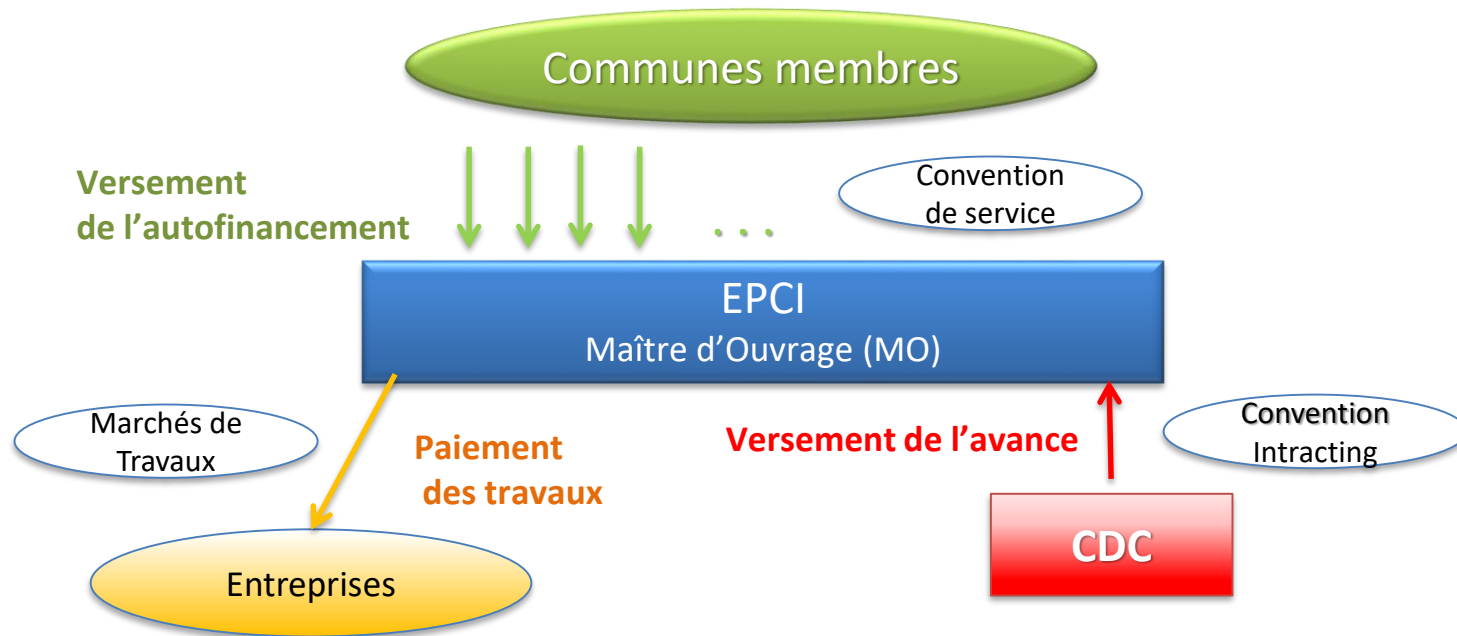 Communes membres
Versement
de l’autofinancement
. . .
Convention
de service
EPCI
Maître d’Ouvrage (MO)
Marchés de
Travaux
Paiement
des travaux
Versement de l’avance
Convention
Intracting
CDC
Entreprises